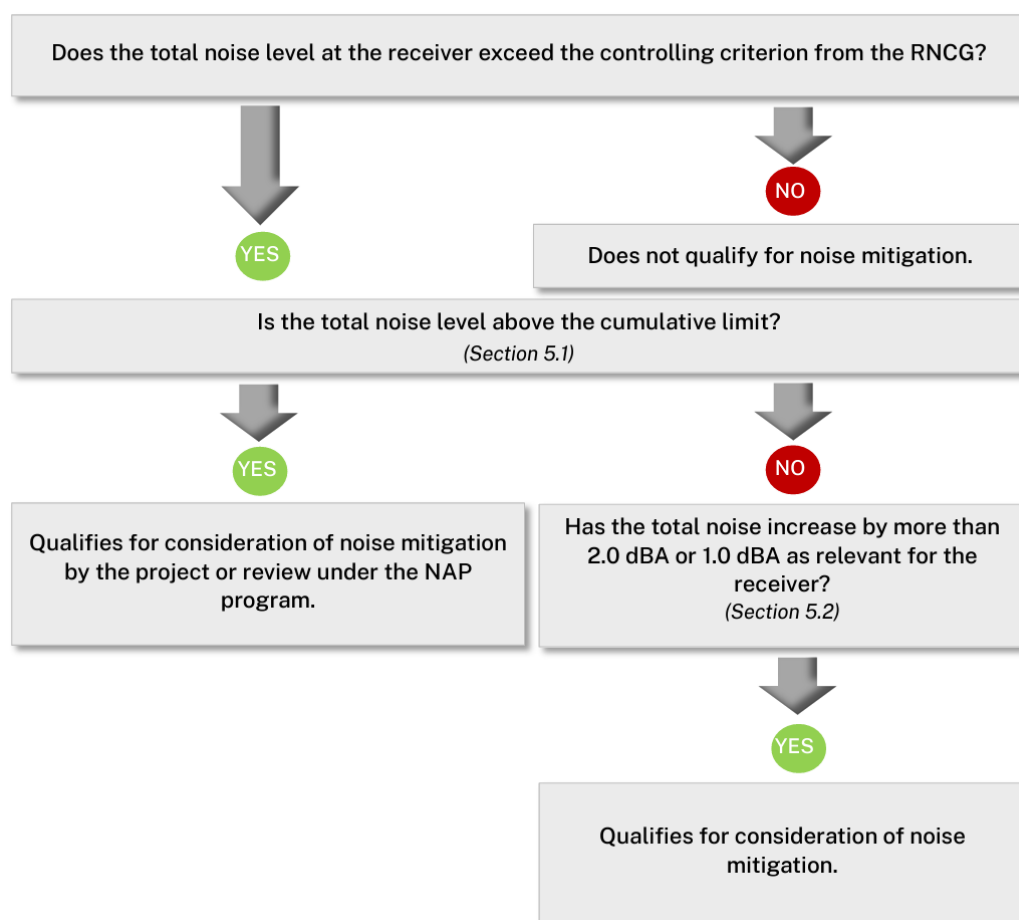 Does the total noise level at the receiver exceed the controlling criterion from the RNCG?
NO
YES
Does not qualify for noise mitigation.
Is the total noise level above the cumulative limit?
(Section 5.1)
YES
NO
Qualifies for consideration of noise mitigation
by the project or review under the NAP
program.
Has the total noise increase by more than
2.0 dBA or 1.0 dBA as relevant for the
receiver?
(Section 5.2)
YES
Qualifies for consideration of noise
mitigation.